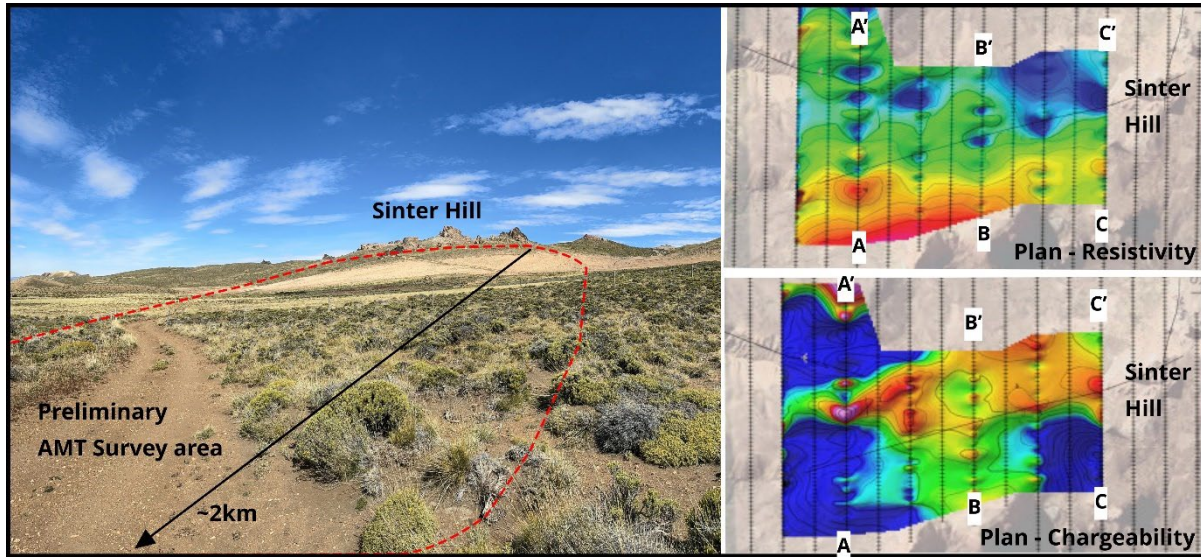 Sinter Hill
Preliminary
AMT Survey area
~2km
A'
B'
C'
Sinter
Hill
A
B
C
Plan - Resistivity
A'
B'
C'
Sinter
Hill
A
B
C
Plan - Chargeability